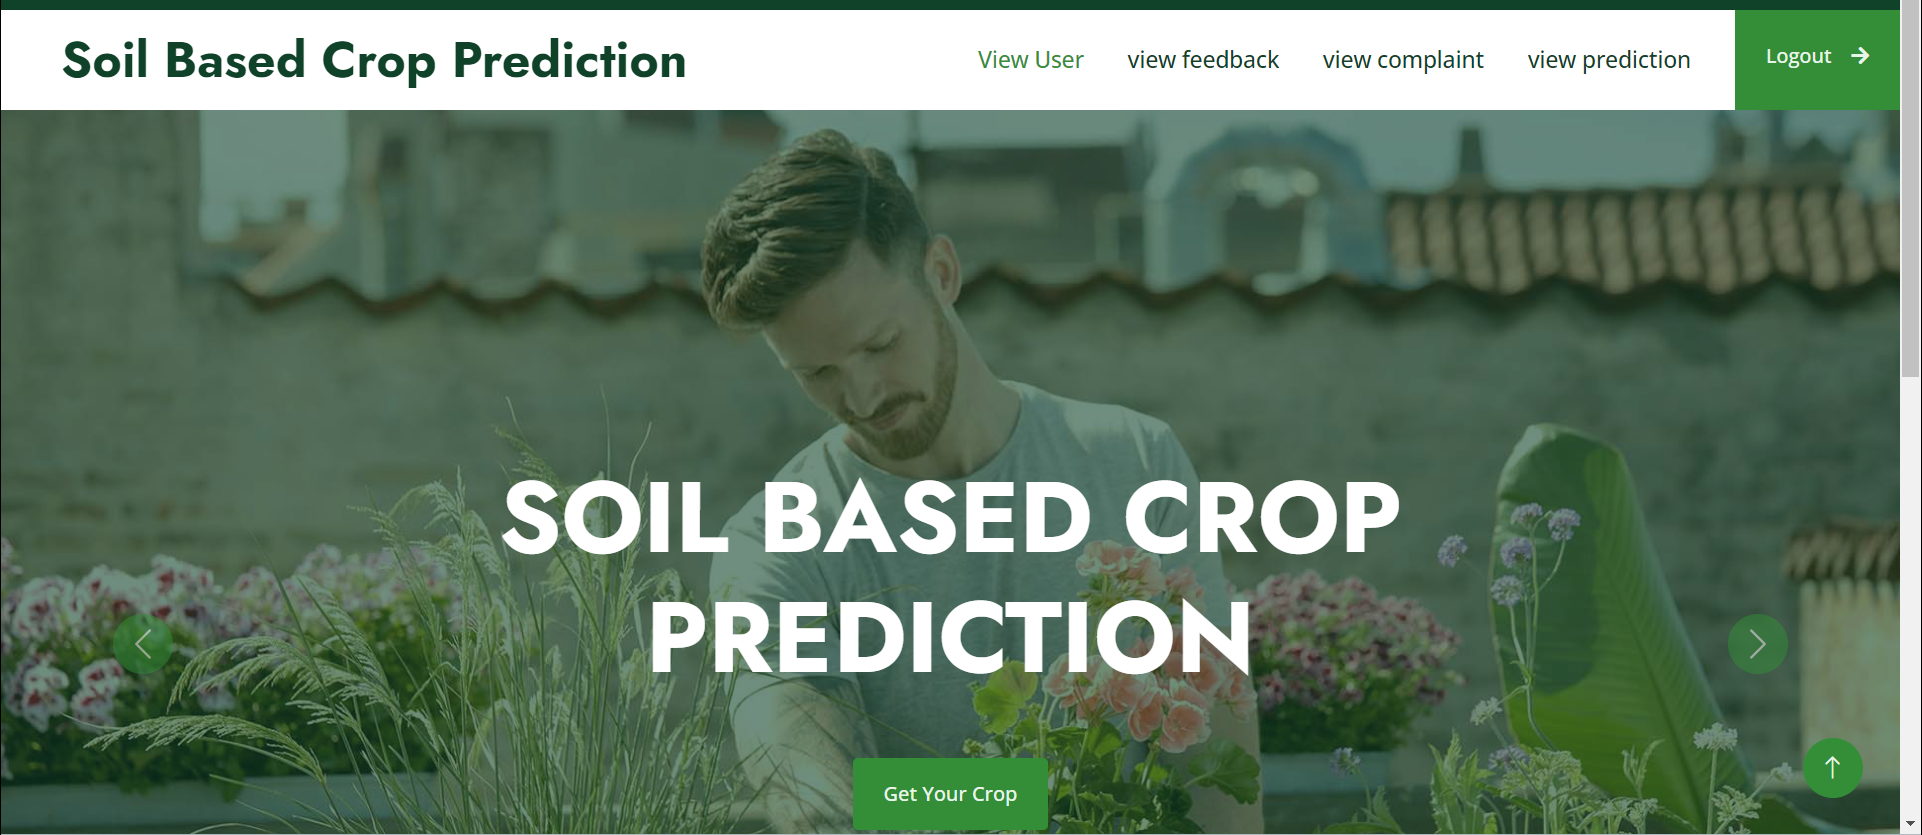 Soil Based Crop Prediction
View User
view feedback
view complaint
view prediction
Logout
SOIL BASED CROP
PREDICTION
Get Your Crop